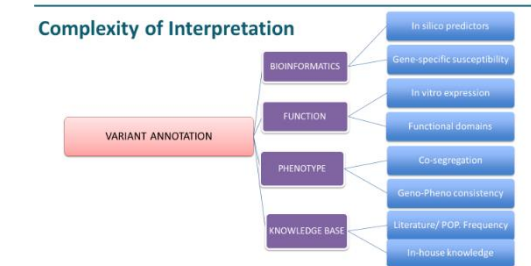 Complexity of Interpretation
VARIANT ANNOTATION
BIOINFORMATICS
In silico predictors
Gene-specific susceptibility
FUNCTION
In vitro expression
Functional domains
PHENOTYPE
Co-segregation
Geno-Pheno consistency
KNOWLEDGE BASE
Literature/ POP. Frequency
In-house knowledge